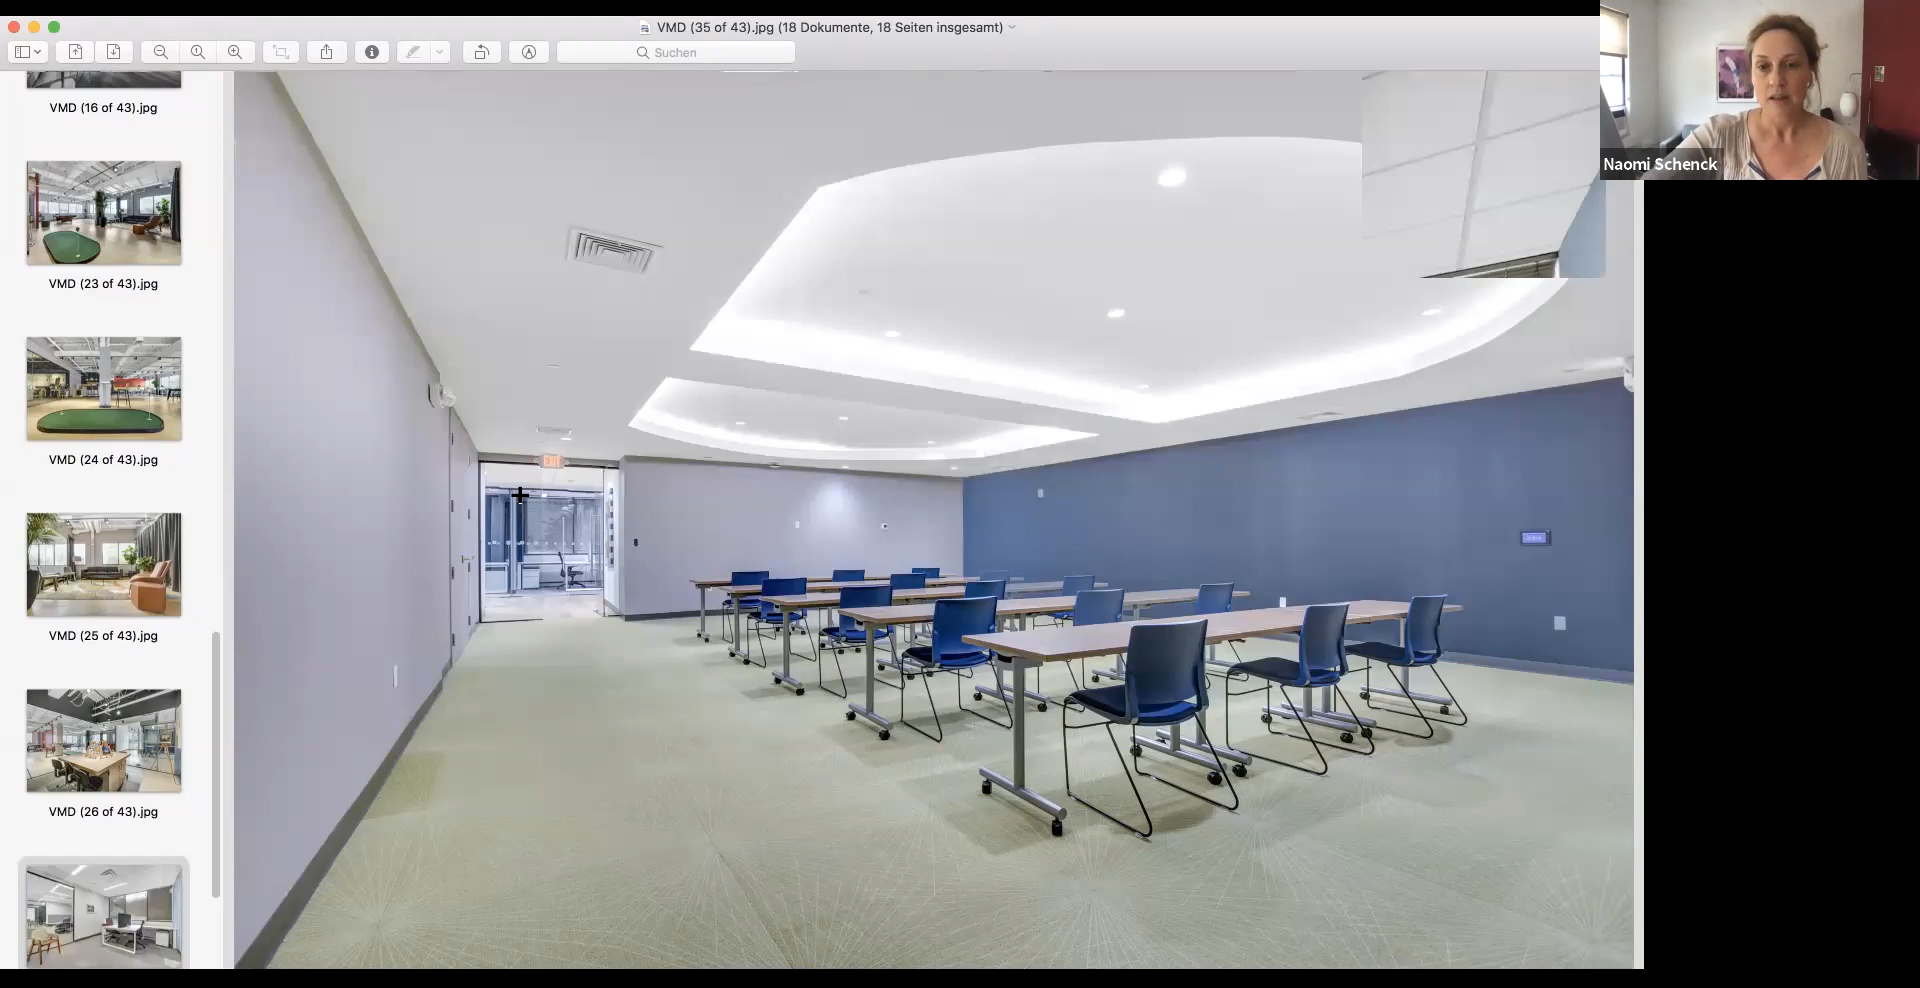 VMD (35 of 43).jpg (18 Dokumente, 18 Seiten insgesamt)
Suchen
Naomi Schenck
VMD (16 of 43).jpg
VMD (23 of 43).jpg
VMD (24 of 43).jpg
VMD (25 of 43).jpg
VMD (26 of 43).jpg
EXIT